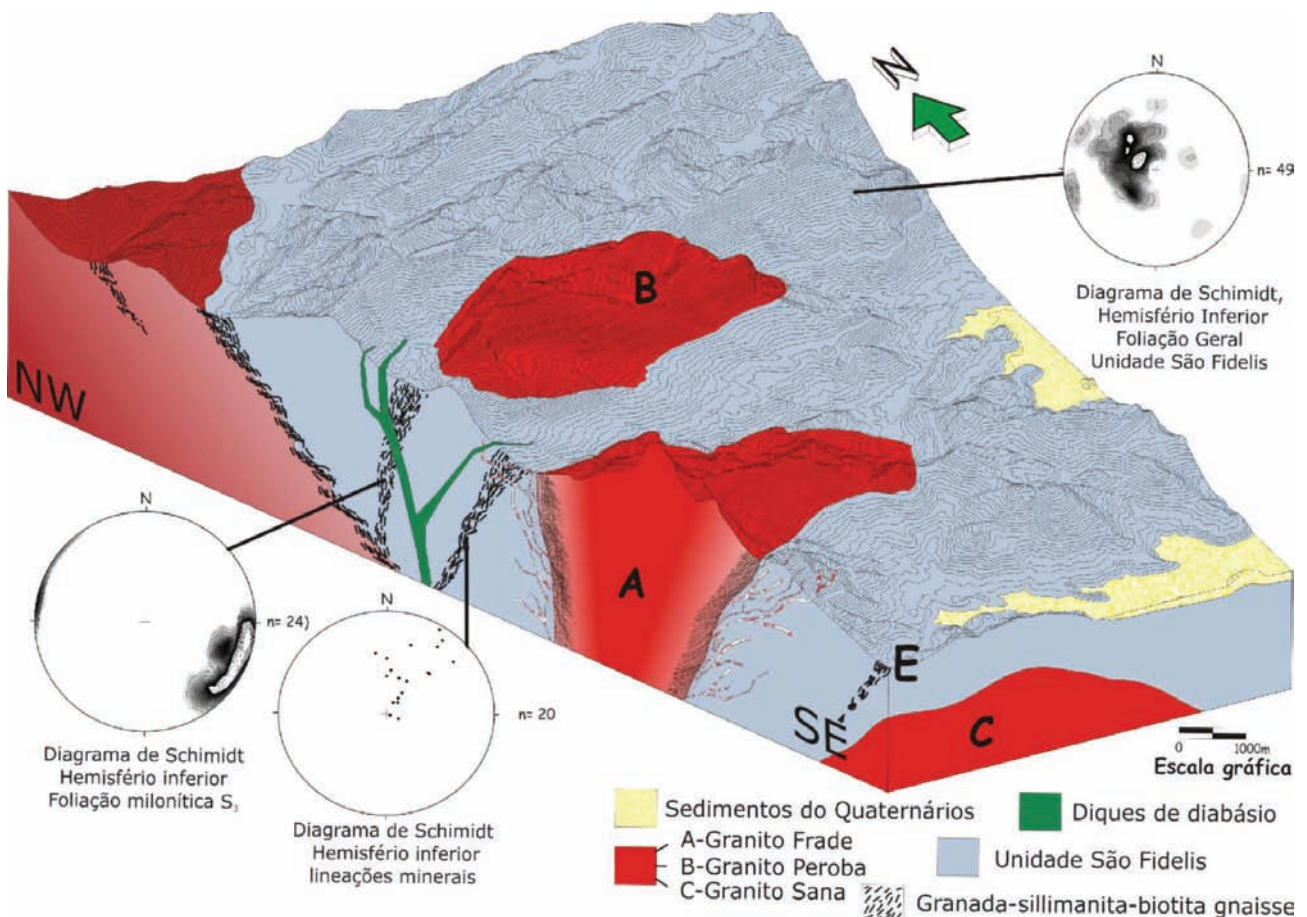 N
N
n= 49
Diagrama de Schimidt,
Hemisfério Inferior
Foliação Geral
Unidade São Fidelis
B
NW
A
E
SE
C
N
n= 24)
Diagrama de Schimidt
Hemisfério inferior
Foliação milonítica S₃
N
n= 20
Diagrama de Schimidt
Hemisfério inferior
lineações minerais
0 1000m
Escala gráfica
Sedimentos do Quaternários
Diques de diabásio
A-Granito Frade
B-Granito Peroba
C-Granito Sana
Unidade São Fidelis
Granada-sillimanita-biotita gnaisse